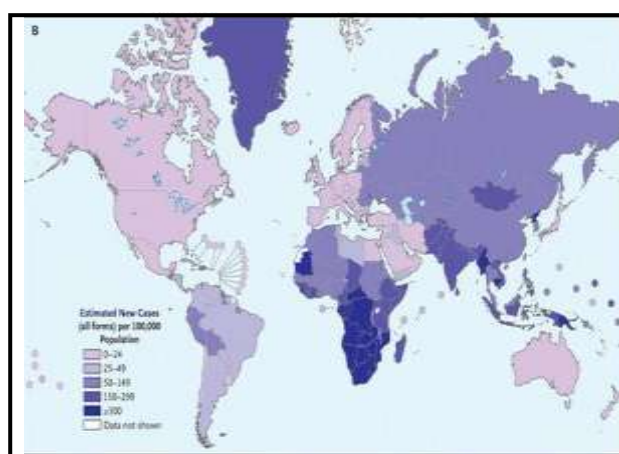 B
Estimated New Cases
(all forms) per 100,000
Population
0–24
25–49
50–149
150–299
≥300
Data not shown